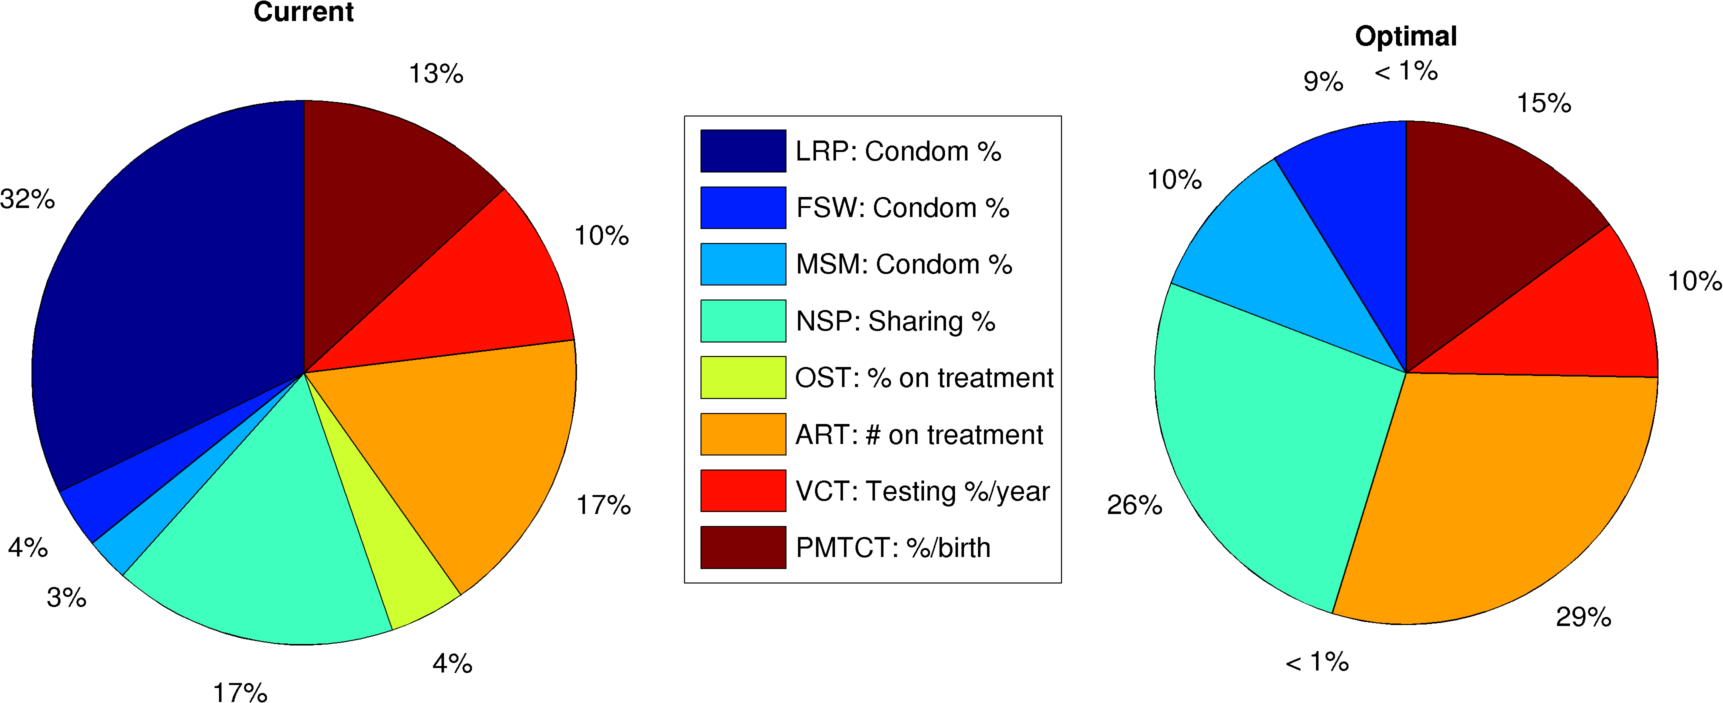 Current
13%
32%
10%
17%
4%
3%
17%
4%
LRP: Condom %
FSW: Condom %
MSM: Condom %
NSP: Sharing %
OST: % on treatment
ART: # on treatment
VCT: Testing %/year
PMTCT: %/birth
Optimal
< 1%
9%
15%
10%
10%
26%
29%
< 1%